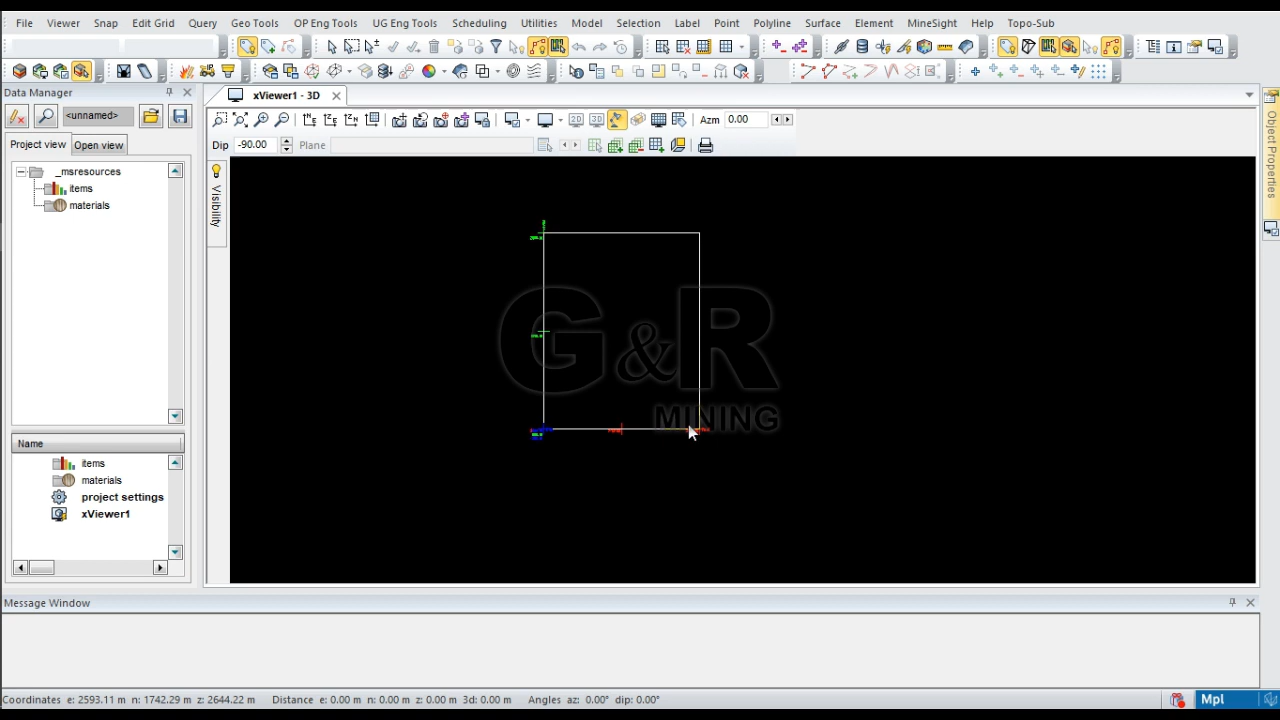 File Viewer Snap Edit Grid Query Geo Tools OP Eng Tools UG Eng Tools Scheduling Utilities Model Selection Label Point Polyline Surface Element MineSight Help Topo-Sub
Data Manager
<unnamed>
Project view Open view
_msresources
items
materials
Name
items
materials
project settings
xViewer1
xViewer1 - 3D
2D 3D Azm 0.00
Dip -90.00 Plane
Visibility
G&R
MINING
Object Properties
Message Window
Coordinates e: 2593.11 m n: 1742.29 m z: 2644.22 m Distance e: 0.00 m n: 0.00 m z: 0.00 m 3d: 0.00 m Angles az: 0.00° dip: 0.00° Mpl